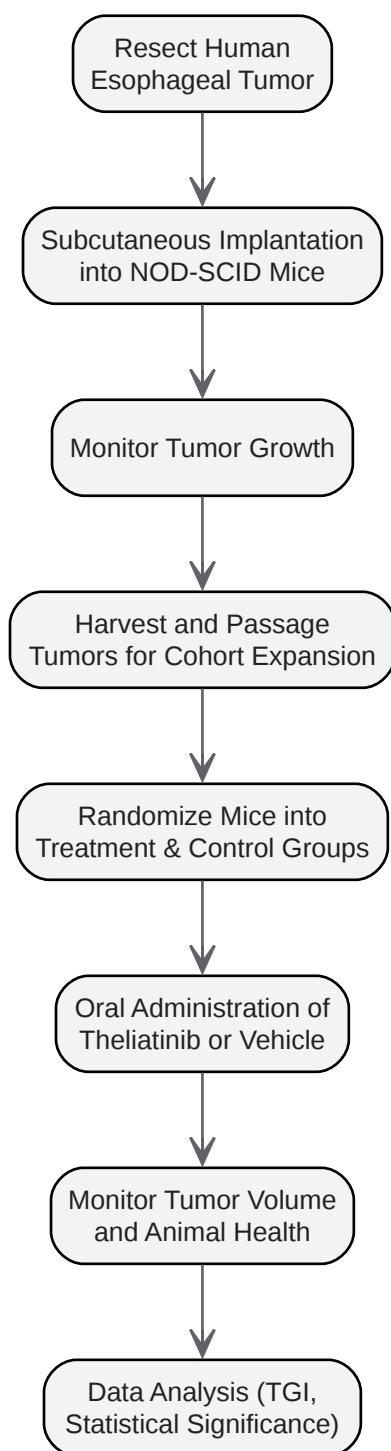 Resect Human
Esophageal Tumor
Subcutaneous Implantation
into NOD-SCID Mice
Monitor Tumor Growth
Harvest and Passage
Tumors for Cohort Expansion
Randomize Mice into
Treatment & Control Groups
Oral Administration of
Theliatinib or Vehicle
Monitor Tumor Volume
and Animal Health
Data Analysis (TGI,
Statistical Significance)